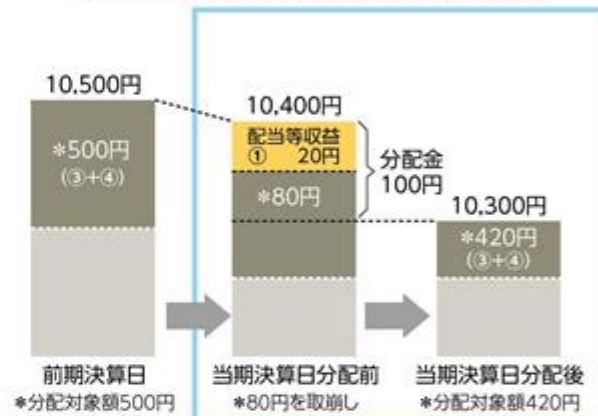 10,500円
*500円
(③+④)
10,400円
配当等収益
① 20円
*80円
分配金
100円
10,300円
*420円
(③+④)
前期決算日
*分配対象額500円
当期決算日分配前
*80円を取崩し
当期決算日分配後
*分配対象額420円